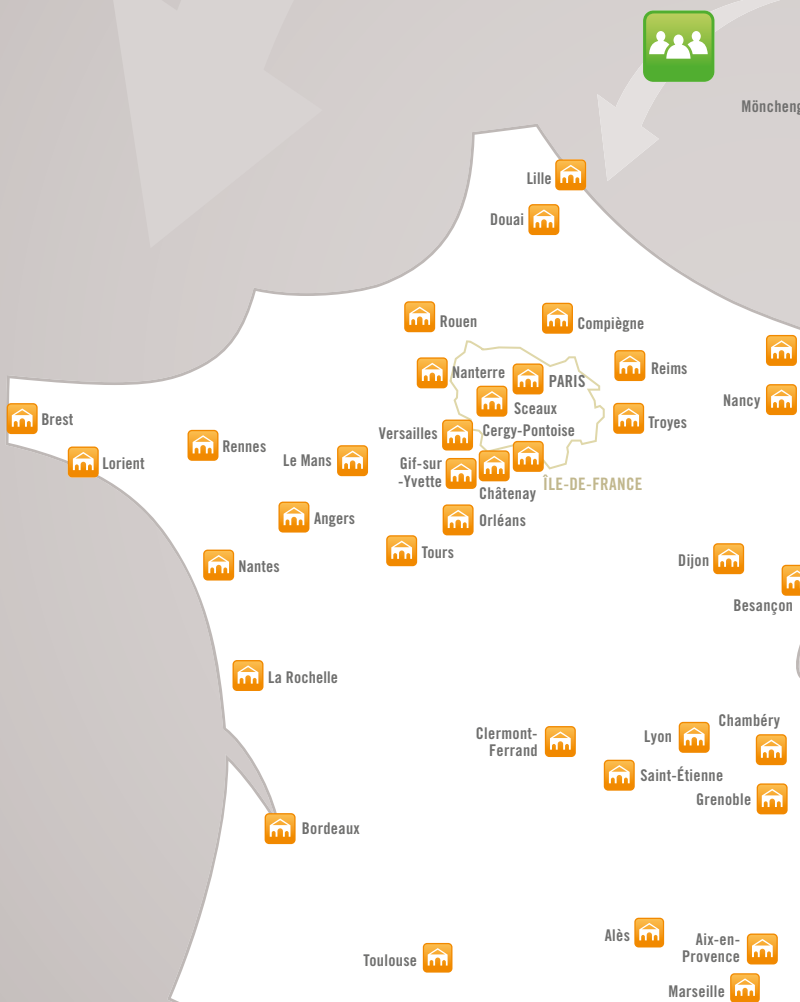 Möncheng
Lille
Douai
Rouen
Compiègne
Nanterre
PARIS
Reims
Sceaux
Nancy
Brest
Versailles
Cergy-Pontoise
Troyes
Rennes
Le Mans
Lorient
Gif-sur
-Yvette
Châtenay
ÎLE-DE-FRANCE
Angers
Orléans
Tours
Nantes
Dijon
Besançon
La Rochelle
Chambéry
Clermont-
Ferrand
Lyon
Saint-Étienne
Grenoble
Bordeaux
Alès
Aix-en-
Provence
Toulouse
Marseille